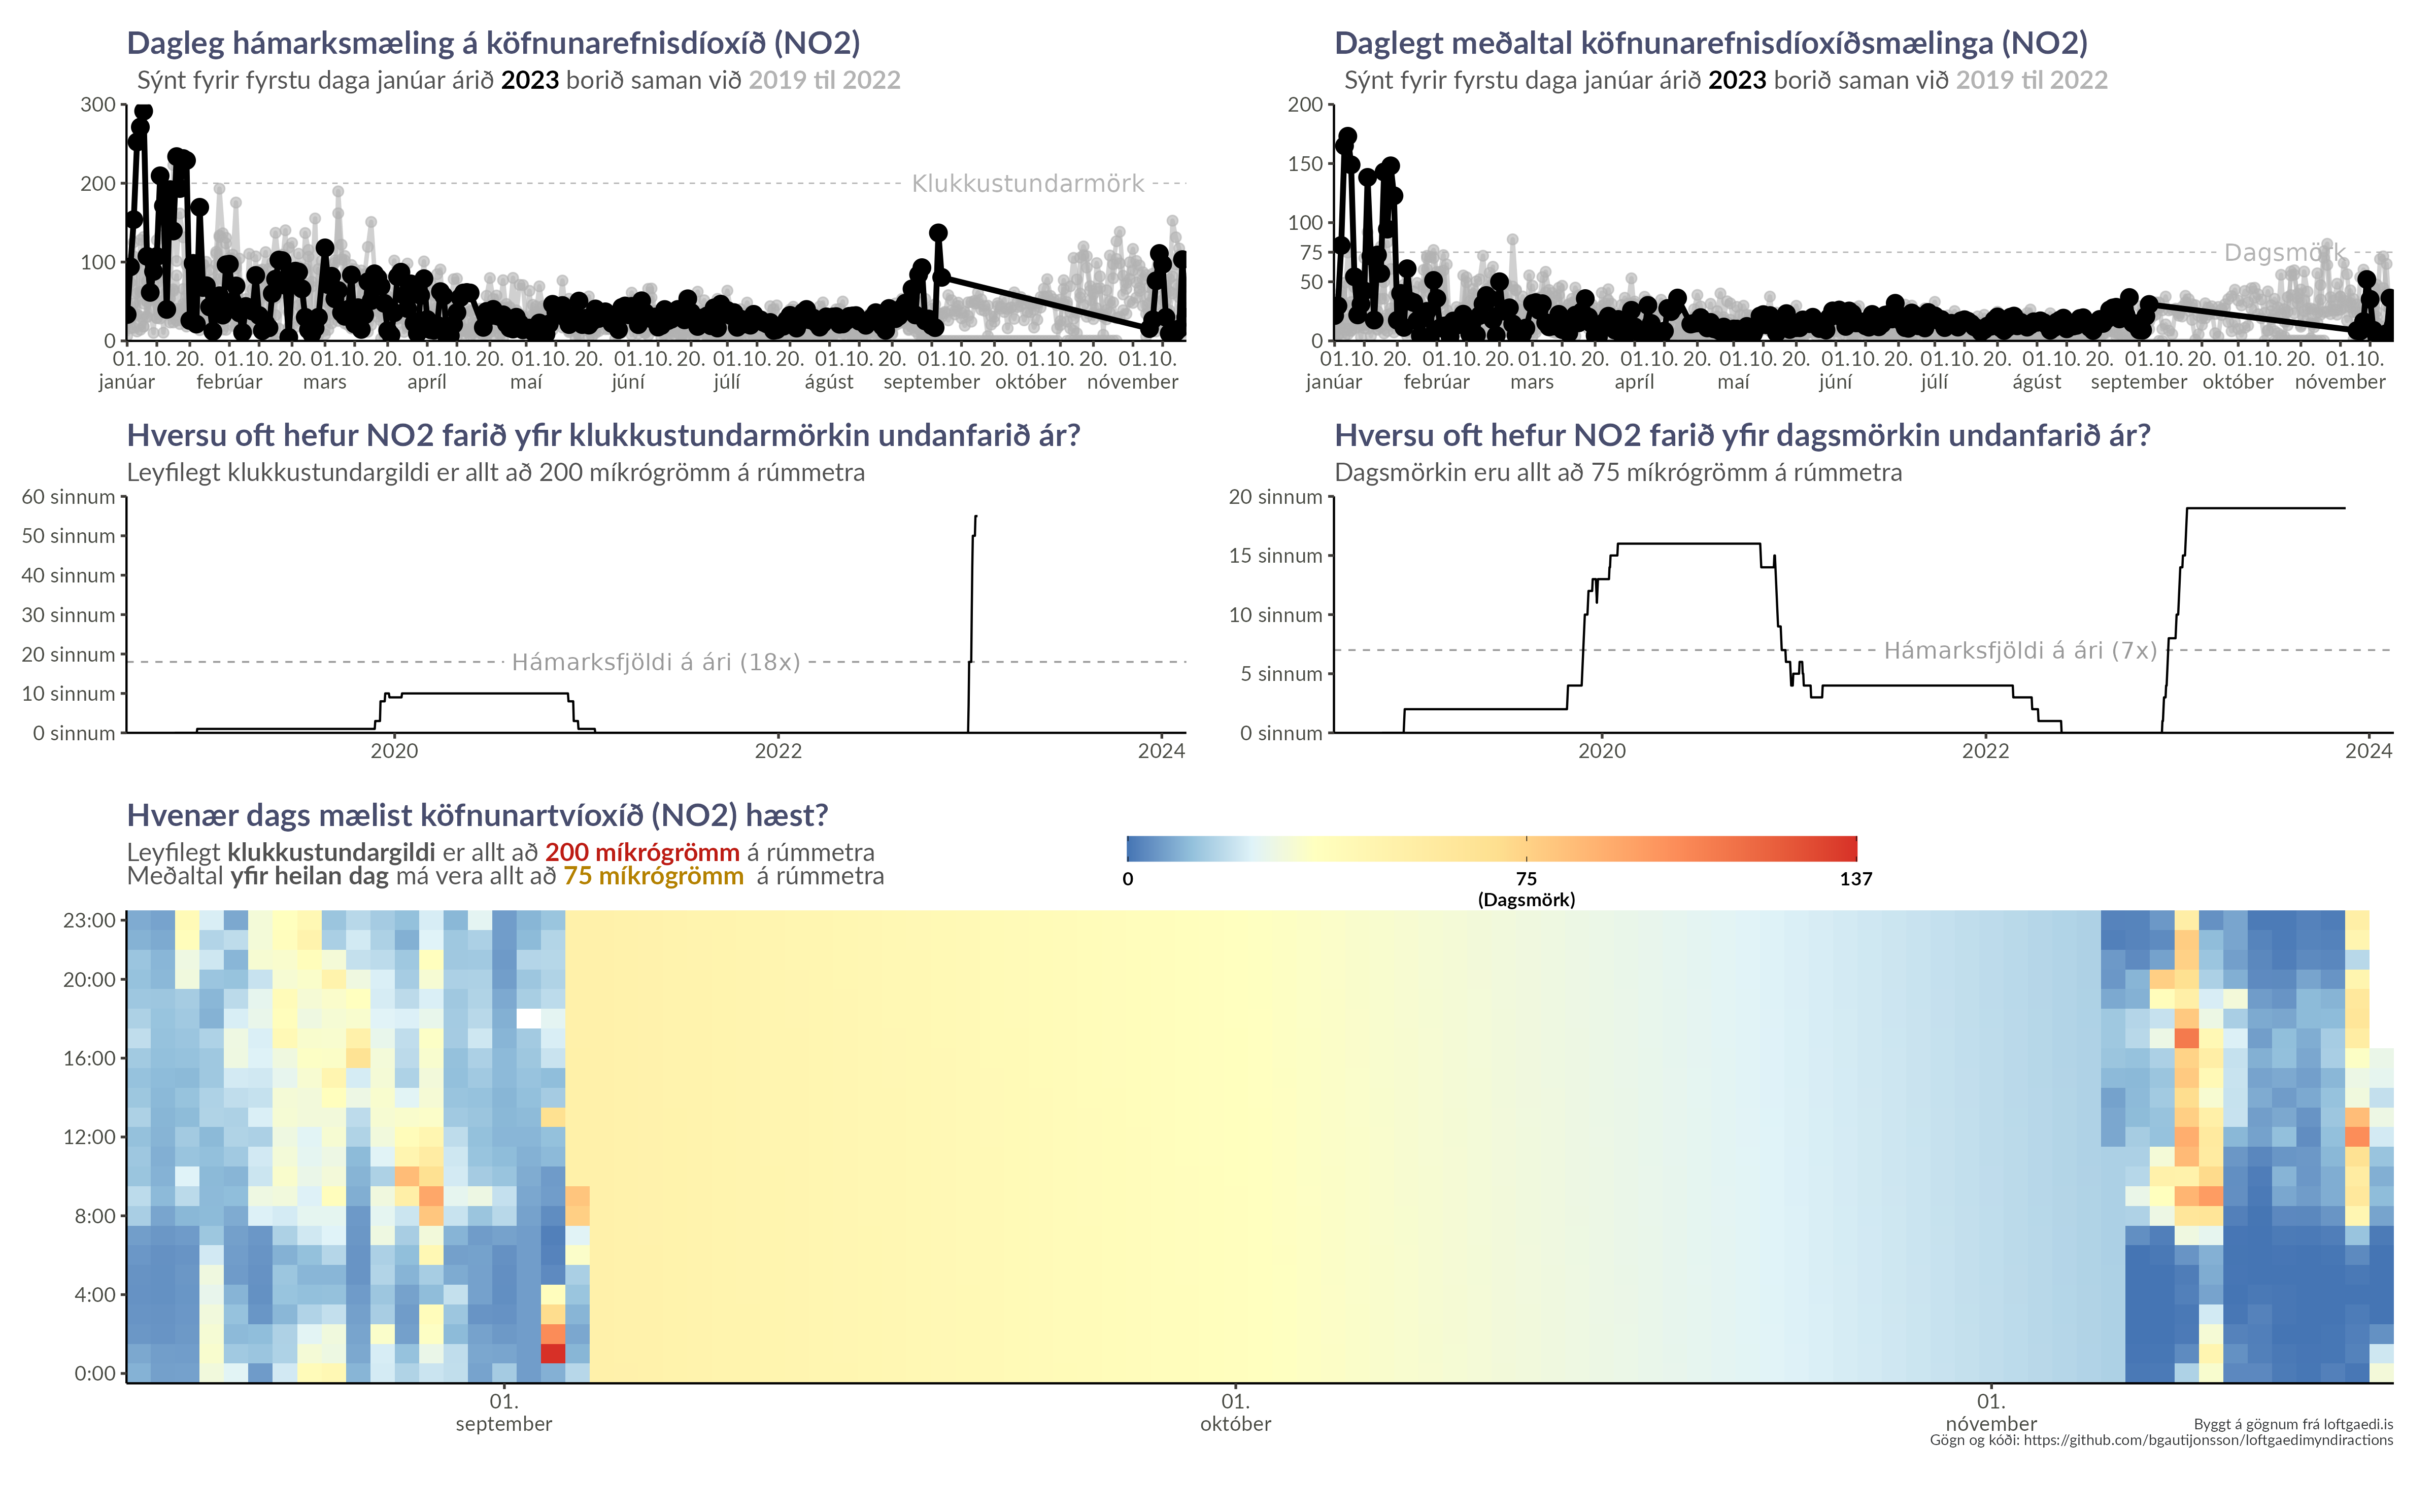 Dagleg hámarksmæling á köfnunarefnisdíoxíð (NO2)
Sýnt fyrir fyrstu daga janúar árið 2023 borið saman við 2019 til 2022
300
200
100
0
Klukkustundarmörk
01. 10. 20. 01. 10. 20. 01. 10. 20. 01. 10. 20. 01. 10. 20. 01. 10. 20. 01. 10. 20. 01. 10. 20. 01. 10. 20. 01. 10. 20. 01. 10.
janúar febrúar mars apríl maí júní júlí ágúst september október nóvember
Daglegt meðaltal köfnunarefnisdíoxíðsmælinga (NO2)
Sýnt fyrir fyrstu daga janúar árið 2023 borið saman við 2019 til 2022
200
150
100
75
50
0
Dagsmörk
01. 10. 20. 01. 10. 20. 01. 10. 20. 01. 10. 20. 01. 10. 20. 01. 10. 20. 01. 10. 20. 01. 10. 20. 01. 10. 20. 01. 10. 20. 01. 10.
janúar febrúar mars apríl maí júní júlí ágúst september október nóvember
Hversu oft hefur NO2 farið yfir klukkustundarmörkin undanfarið ár?
Leyfilegt klukkustundargildi er allt að 200 míkrógrömm á rúmmetra
60 sinnum
50 sinnum
40 sinnum
30 sinnum
20 sinnum
10 sinnum
0 sinnum
Hámarksfjöldi á ári (18x)
2020 2022 2024
Hversu oft hefur NO2 farið yfir dagsmörkin undanfarið ár?
Dagsmörkin eru allt að 75 míkrógrömm á rúmmetra
20 sinnum
15 sinnum
10 sinnum
5 sinnum
0 sinnum
Hámarksfjöldi á ári (7x)
2020 2022 2024
Hvenær dags mælist köfnunartvíoxíð (NO2) hæst?
Leyfilegt klukkustundargildi er allt að 200 míkrógrömm á rúmmetra
Meðaltal yfir heilan dag má vera allt að 75 míkrógrömm á rúmmetra
0 75 137
(Dagsmörk)
23:00
20:00
16:00
12:00
8:00
4:00
0:00
01. 01. 01.
september október nóvember
Byggt á gögnum frá loftgaedi.is
Gögn og kóði: https://github.com/bgautijonsson/loftgaedimyndiractions